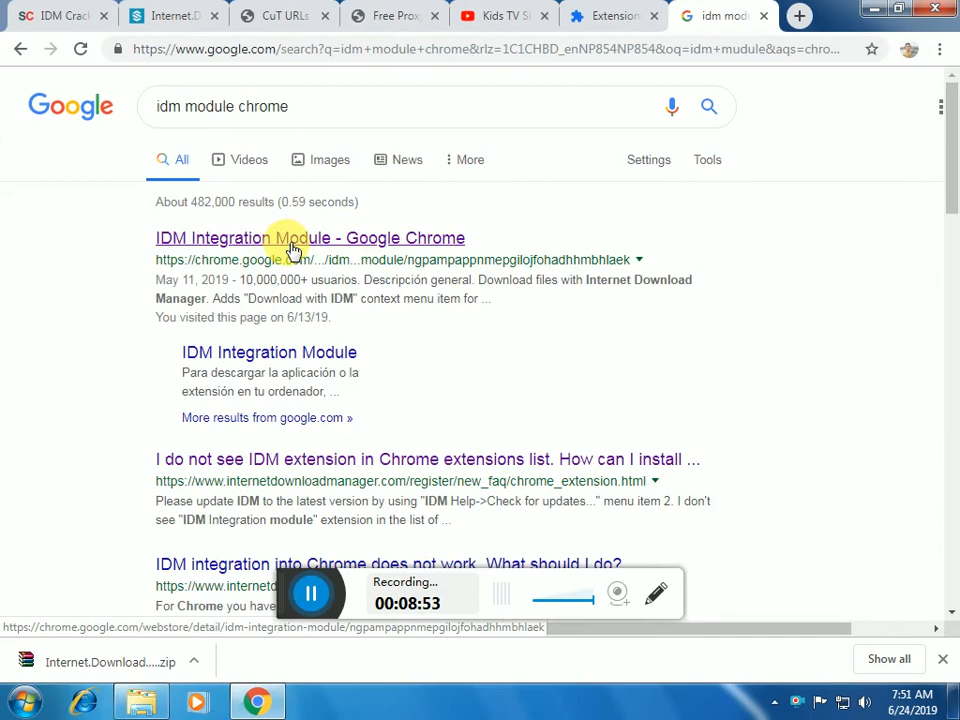 SC IDM Crack
Internet.D
CuT URLs
Free Proxy
Kids TV S
Extension
idm modu
https://www.google.com/search?q=idm+module+chrome&rlz=1C1CHBD_enNP854NP854&oq=idm+mudule&aqs=chro...
Google
idm module chrome
All
Videos
Images
News
More
Settings
Tools
About 482,000 results (0.59 seconds)
IDM Integration Module - Google Chrome
https://chrome.google.com/.../idm...module/ngpampappnmepgilojfohadhhmbhlaek
May 11, 2019 - 10,000,000+ usuarios. Descripción general. Download files with Internet Download
Manager. Adds "Download with IDM" context menu item for ...
You visited this page on 6/13/19.
IDM Integration Module
Para descargar la aplicación o la
extensión en tu ordenador, ...
More results from google.com »
I do not see IDM extension in Chrome extensions list. How can I install ...
https://www.internetdownloadmanager.com/register/new_faq/chrome_extension.html
Please update IDM to the latest version by using "IDM Help->Check for updates..." menu item 2. I don't
see "IDM Integration module" extension in the list of ...
IDM integration into Chrome does not work. What should I do?
https://www.internetd
For Chrome you have
Recording...
00:08:53
https://chrome.google.com/webstore/detail/idm-integration-module/ngpampappnmepgilojfohadhhmbhlaek
Internet.Download.....zip
Show all
7:51 AM
6/24/2019